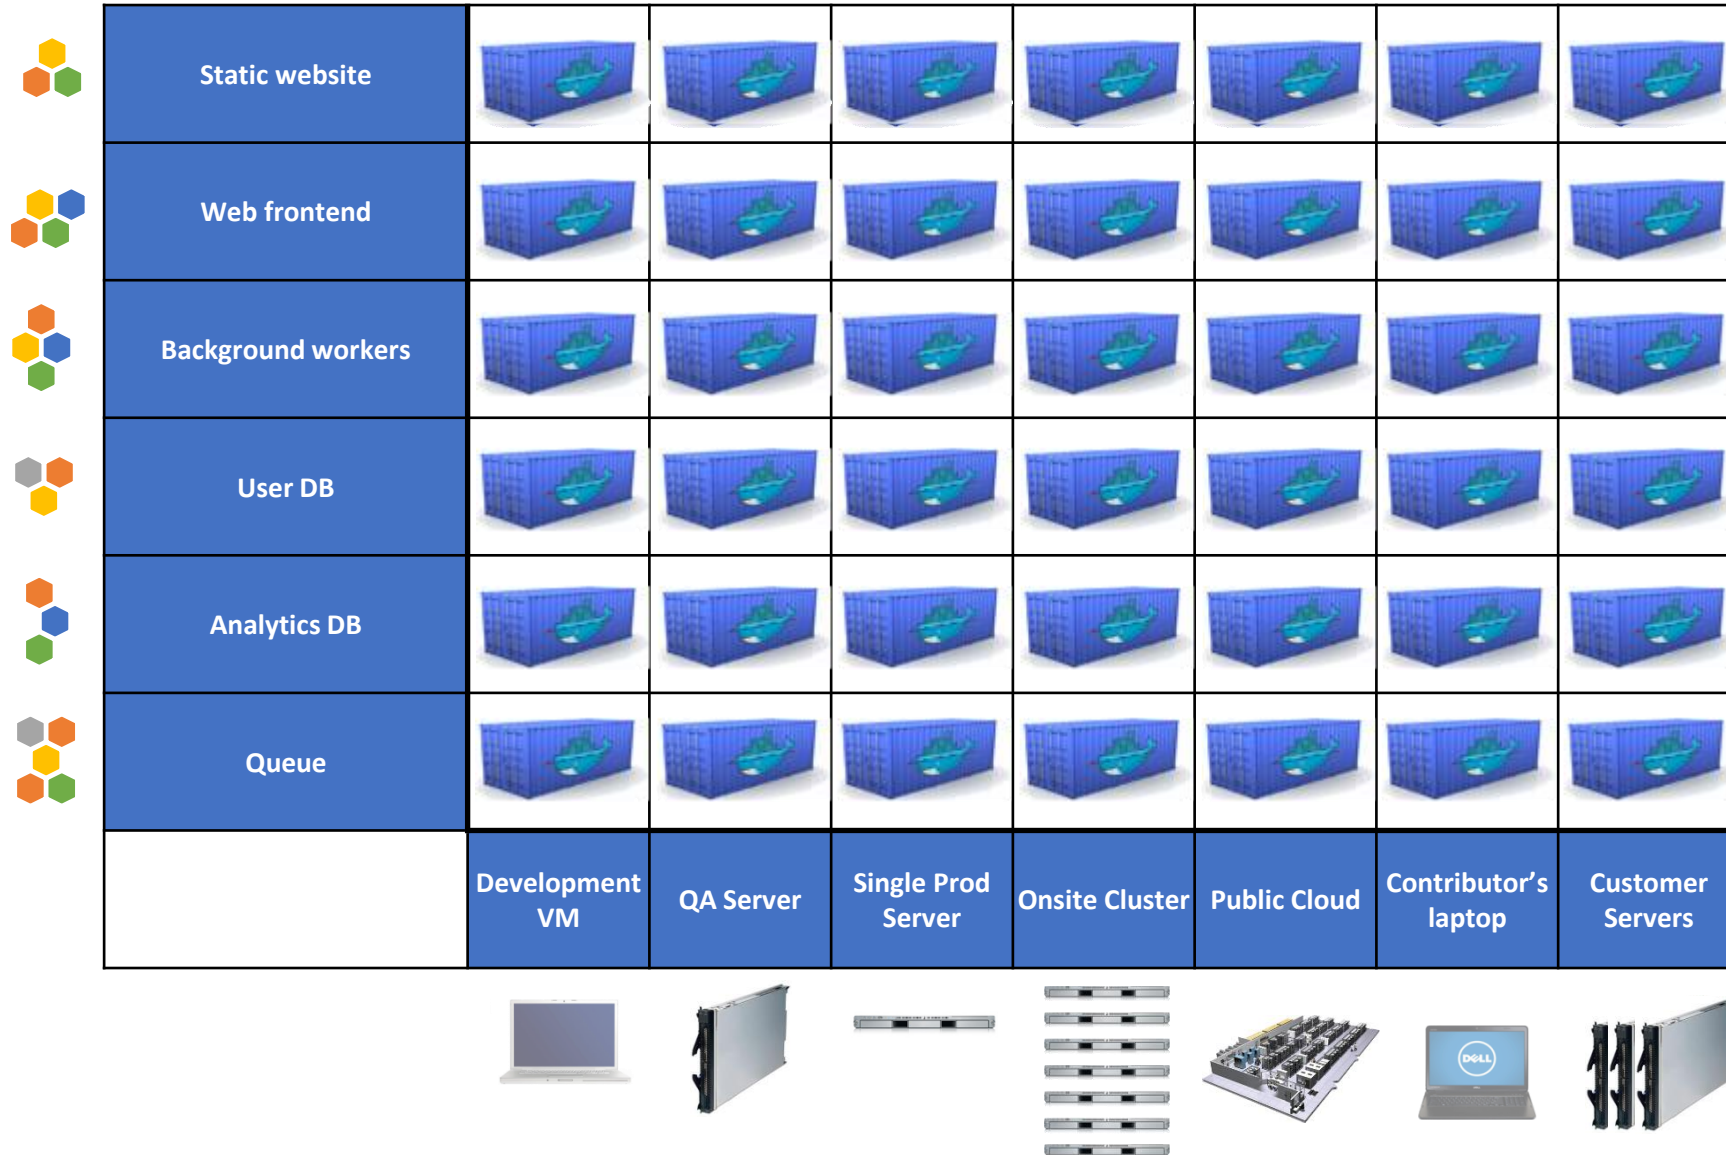 Static website
Web frontend
Background workers
User DB
Analytics DB
Queue
Development
VM
QA Server
Single Prod
Server
Onsite Cluster
Public Cloud
Contributor’s
laptop
Customer
Servers
DELL